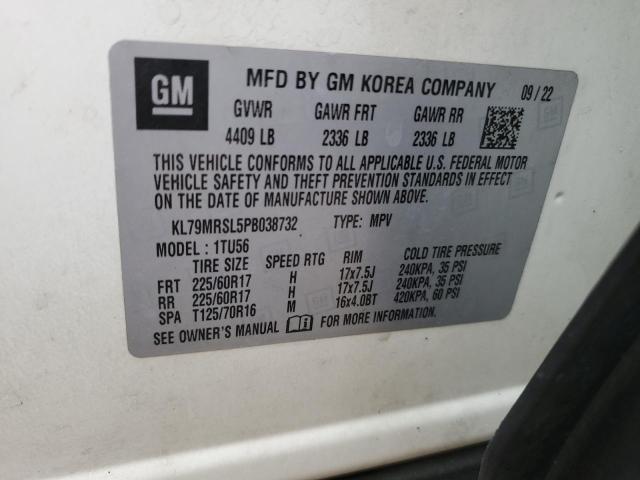 GM
MFD BY GM KOREA COMPANY 09/22
GVWR GAWR FRT GAWR RR
4409 LB 2336 LB 2336 LB
THIS VEHICLE CONFORMS TO ALL APPLICABLE U.S. FEDERAL MOTOR
VEHICLE SAFETY AND THEFT PREVENTION STANDARDS IN EFFECT
ON THE DATE OF MANUFACTURE SHOWN ABOVE.
KL79MRSL5PB038732 TYPE: MPV
MODEL: 1TU56
TIRE SIZE SPEED RTG RIM COLD TIRE PRESSURE
FRT 225/60R17 H 17x7.5J 240KPA, 35 PSI
RR 225/60R17 H 17x7.5J 240KPA, 35 PSI
SPA T125/70R16 M 16x4.0BT 420KPA, 60 PSI
SEE OWNER'S MANUAL FOR MORE INFORMATION.